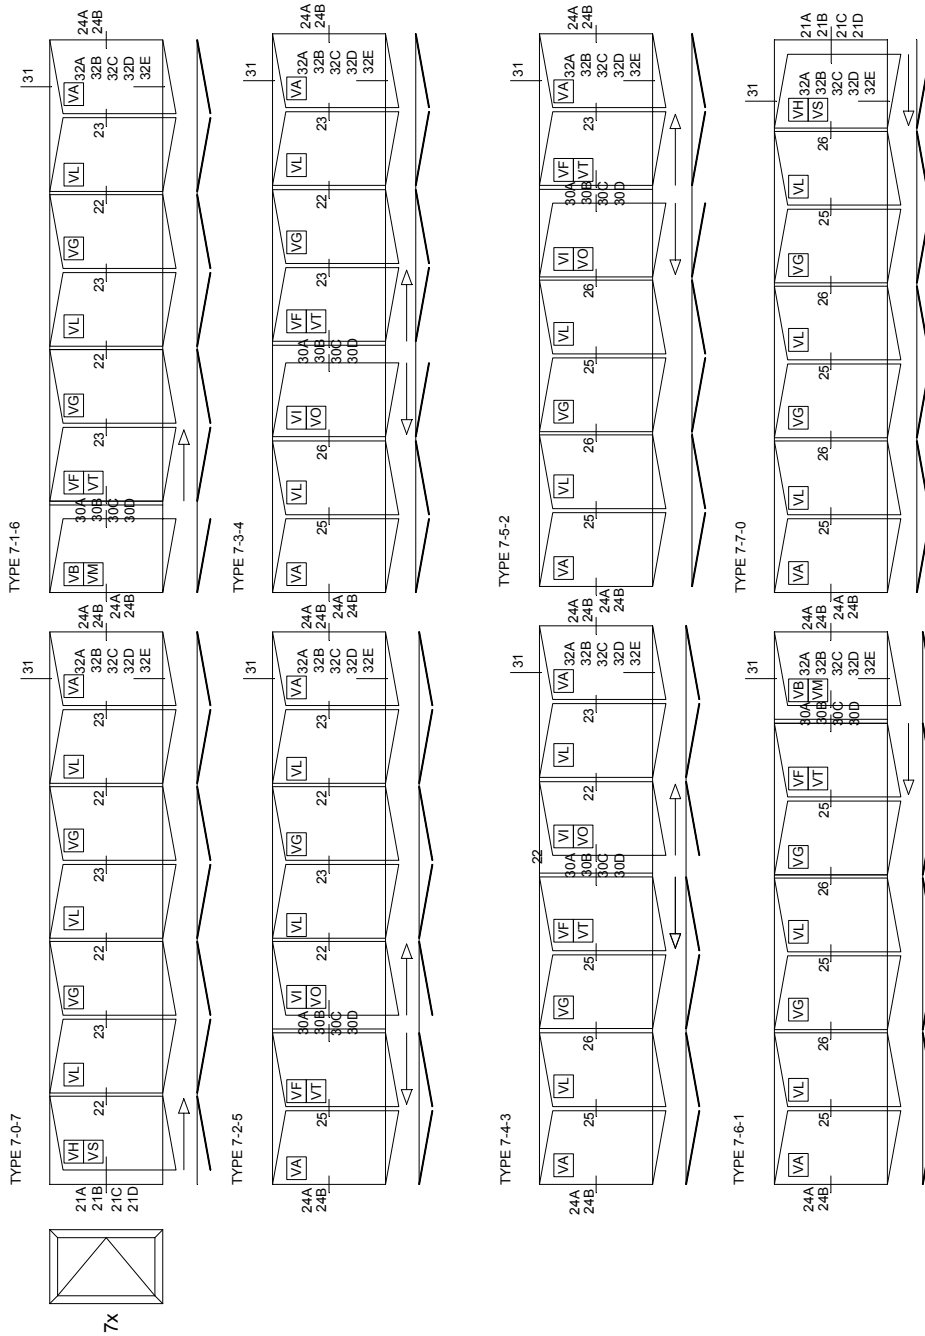 7x
TYPE 7-0-7
21A
21B
21C
21D
VH
VS
22
VL
23
VG
22
VL
23
VG
22
VL
23
VA
31
32A
32B
32C
32D
32E
24A
24B
TYPE 7-1-6
24A
24B
VB
VM
30A
30B
30C
30D
VF
VT
23
VG
22
VL
23
VG
22
VL
23
VA
31
32A
32B
32C
32D
32E
24A
24B
TYPE 7-2-5
24A
24B
VA
25
VF
VT
30A
30B
30C
30D
VI
VO
22
VL
23
VG
22
VL
23
VA
31
32A
32B
32C
32D
32E
24A
24B
TYPE 7-3-4
24A
24B
VA
25
VL
26
VI
VO
30A
30B
30C
30D
VF
VT
23
VG
22
VL
23
VA
31
32A
32B
32C
32D
32E
24A
24B
TYPE 7-4-3
24A
24B
VA
25
VL
26
VG
25
VF
VT
22
30A
30B
30C
30D
VI
VO
22
VL
23
VA
31
32A
32B
32C
32D
32E
24A
24B
TYPE 7-5-2
24A
24B
VA
25
VL
26
VG
25
VL
26
VI
VO
30A
30B
30C
30D
VF
VT
23
VA
31
32A
32B
32C
32D
32E
24A
24B
TYPE 7-6-1
24A
24B
VA
25
VL
26
VG
25
VL
26
VG
25
VF
VT
30A
30B
30C
30D
VB
VM
31
32A
32B
32C
32D
32E
24A
24B
TYPE 7-7-0
24A
24B
VA
25
VL
26
VG
25
VL
26
VG
25
VL
26
VH
VS
31
32A
32B
32C
32D
32E
21A
21B
21C
21D